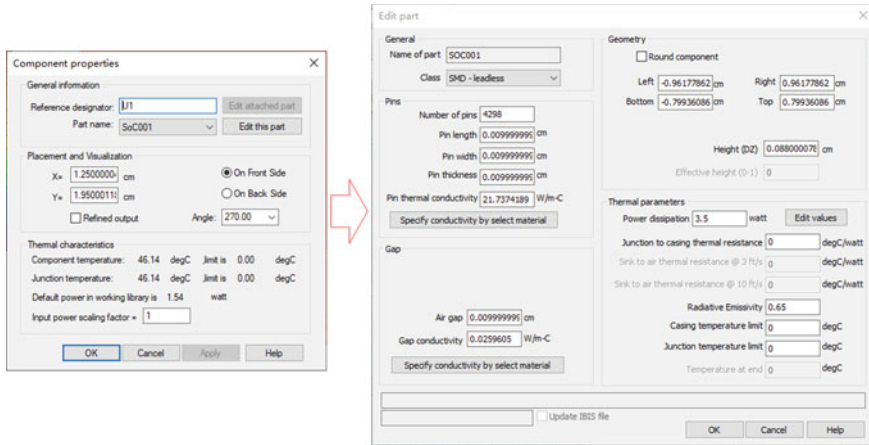 Component properties
General information
Reference designator: U1 Edit attached part
Part name: SoC001 Edit this part
Placement and Visualization
X= 1.2500000 cm On Front Side
Y= 1.9500011 cm On Back Side
Refined output Angle: 270.00
Thermal characteristics
Component temperature: 46.14 degC .limit is 0.00 degC
Junction temperature: 46.14 degC .limit is 0.00 degC
Default power in working library is 1.54 watt
Input power scaling factor = 1
OK Cancel Apply Help
Edit part
General
Name of part SOC001
Class SMD - leadless
Pins
Number of pins 4298
Pin length 0.009999999 cm
Pin width 0.009999999 cm
Pin thickness 0.009999999 cm
Pin thermal conductivity 21.7374189 W/m-C
Specify conductivity by select material
Gap
Air gap 0.009999999 cm
Gap conductivity 0.0259605 W/m-C
Specify conductivity by select material
Geometry
Round component
Left -0.96177862 cm Right 0.96177862 cm
Bottom -0.79936086 cm Top 0.79936086 cm
Height (DZ) 0.08800007 cm
Effective height (0-1) 0
Thermal parameters
Power dissipation 3.5 watt Edit values
Junction to casing thermal resistance 0 degC/watt
Sink to air thermal resistance @ 3 ft/s 0 degC/watt
Sink to air thermal resistance @ 10 ft/s 0 degC/watt
Radiative Emissivity 0.65
Casing temperature limit 0 degC
Junction temperature limit 0 degC
Temperature at end 0 degC
Update IBIS file
OK Cancel Help